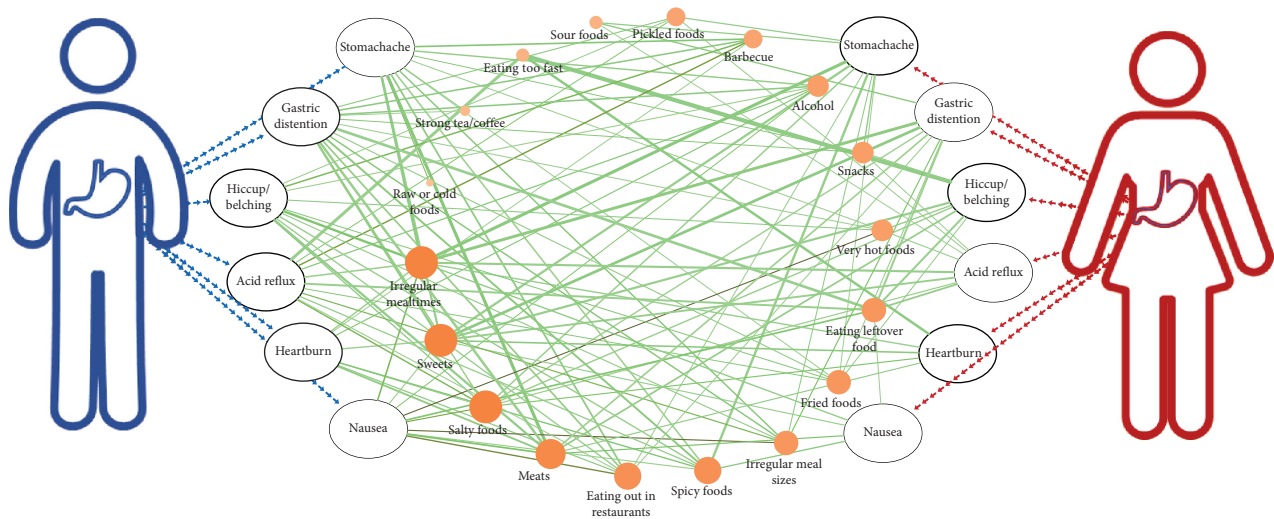 Stomachache
Gastric
distention
Hiccup/
belching
Acid reflux
Heartburn
Nausea
Sour foods
Pickled foods
Barbecue
Eating too fast
Alcohol
Strong tea/coffee
Snacks
Raw or cold
foods
Very hot foods
Irregular
mealtimes
Eating leftover
food
Sweets
Fried foods
Salty foods
Irregular meal
sizes
Meats
Eating out in
restaurants
Spicy foods
Stomachache
Gastric
distention
Hiccup/
belching
Acid reflux
Heartburn
Nausea